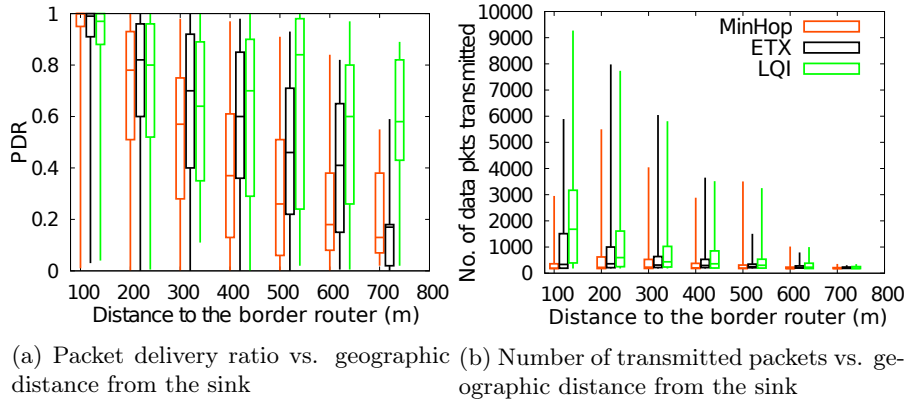 1
0.8
0.6
0.4
0.2
0
PDR
100 200 300 400 500 600 700 800
Distance to the border router (m)
(a) Packet delivery ratio vs. geographic
distance from the sink
10000
9000
8000
7000
6000
5000
4000
3000
2000
1000
0
No. of data pkts transmitted
MinHop
ETX
LQI
100 200 300 400 500 600 700 800
Distance to the border router (m)
(b) Number of transmitted packets vs. ge-
ographic distance from the sink